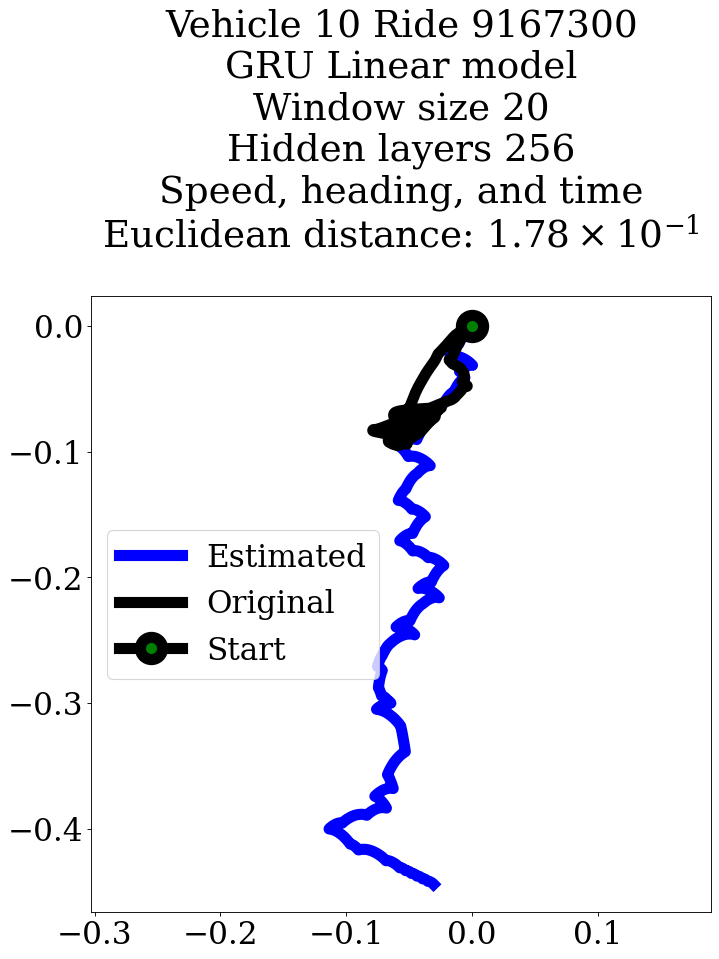 Vehicle 10 Ride 9167300
GRU Linear model
Window size 20
Hidden layers 256
Speed, heading, and time
Euclidean distance: 1.78 × 10⁻¹
0.0
−0.1
−0.2
−0.3
−0.4
Estimated
Original
Start
−0.3 −0.2 −0.1 0.0 0.1